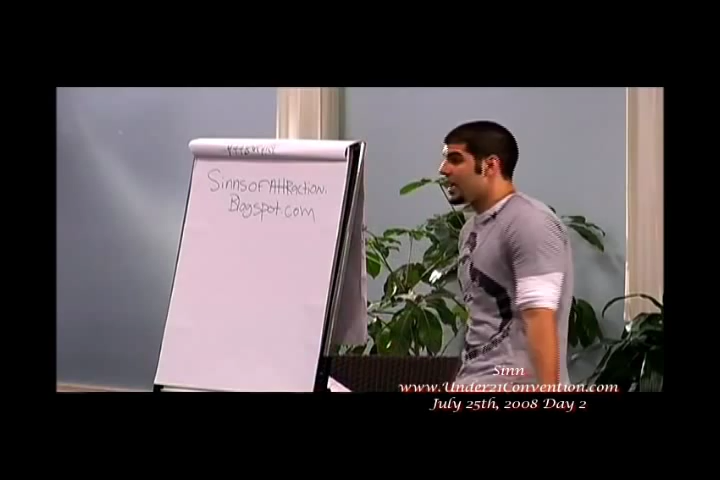 SinnsofAttRaction.
Blogspot.com
Sinn
www.Under21Convention.com
July 25th, 2008 Day 2